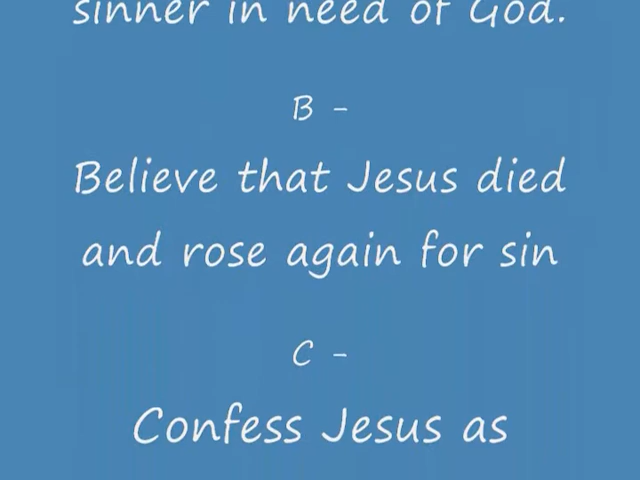 sinner in need of God.
B -
Believe that Jesus died
and rose again for sin
C -
Confess Jesus as